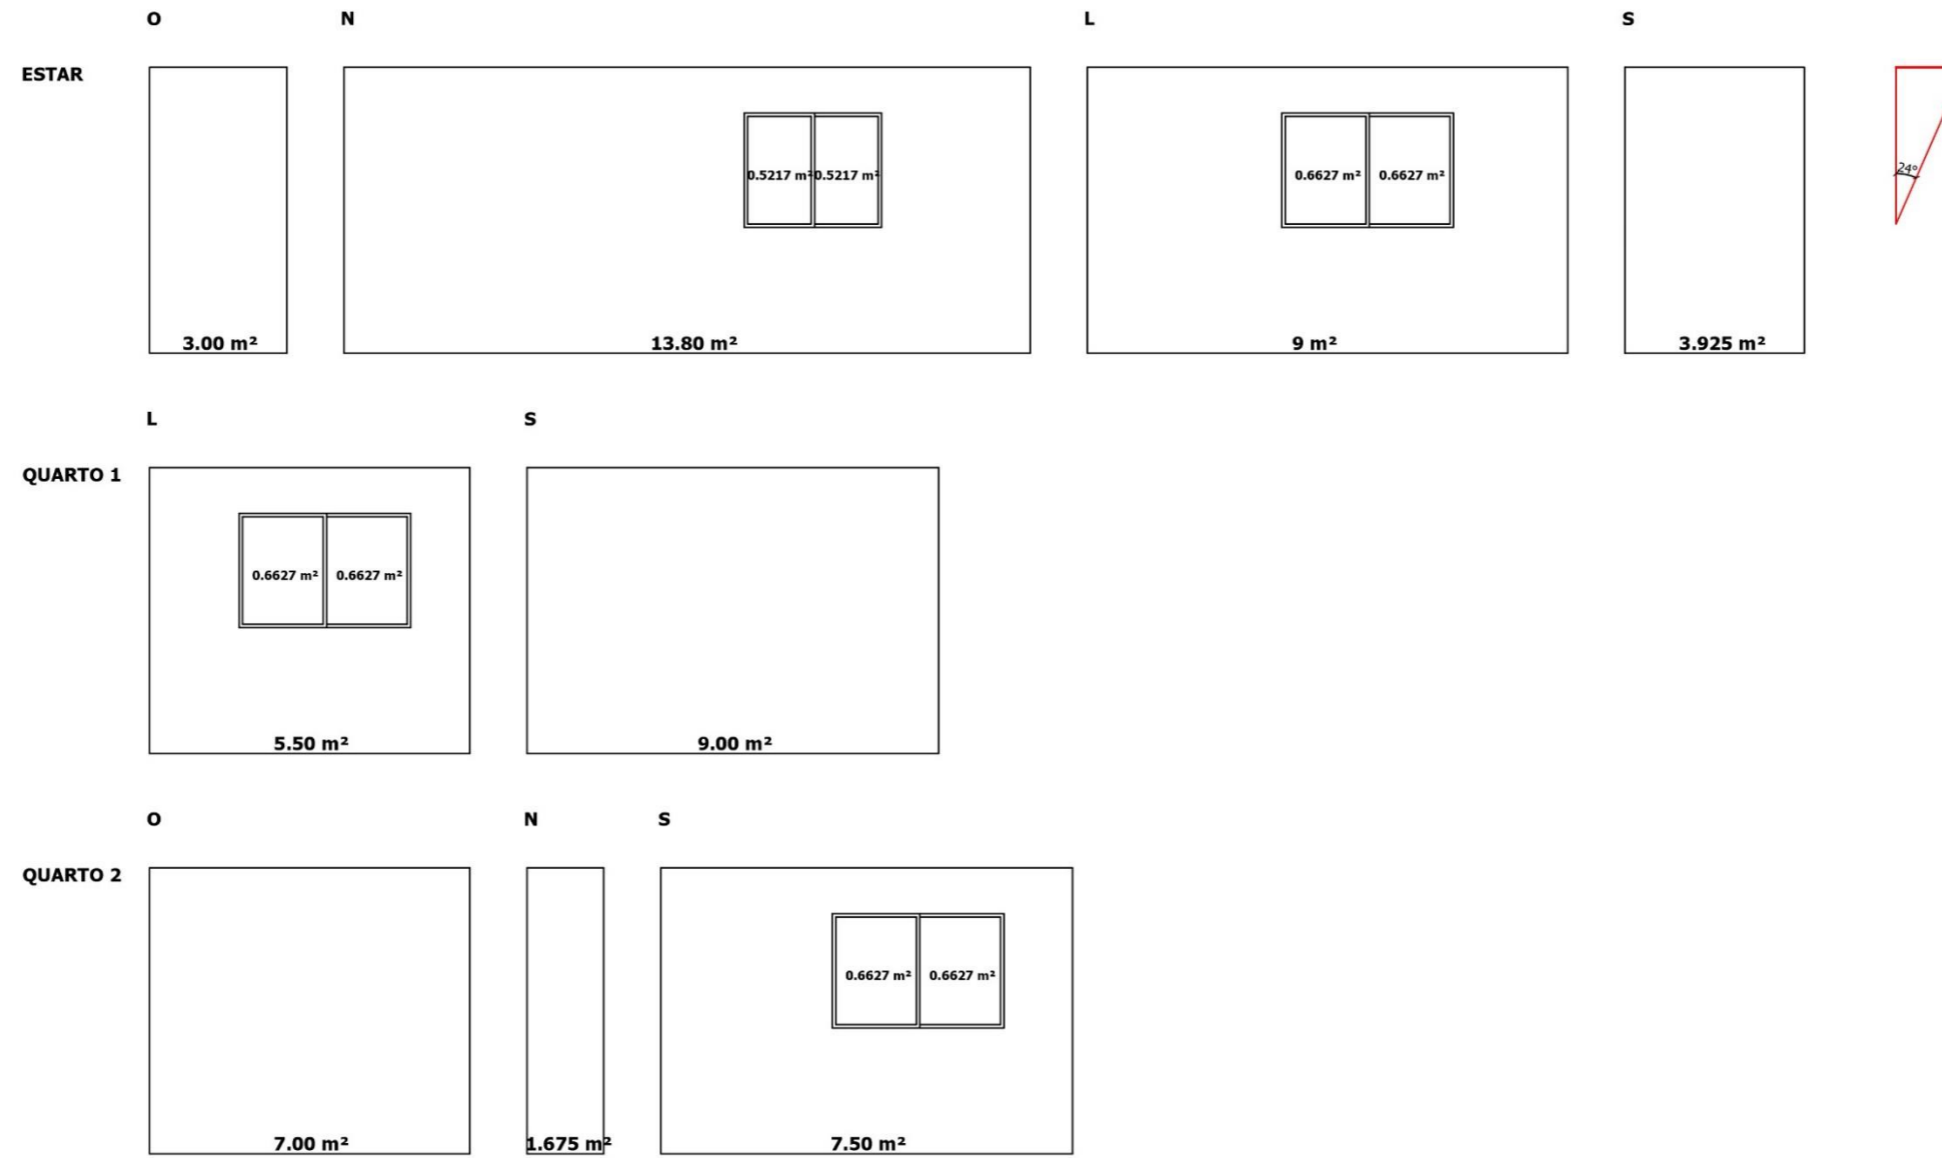 O N L S
ESTAR
0.5217 m² 0.5217 m² 0.6627 m² 0.6627 m² 24°
3.00 m² 13.80 m² 9 m² 3.925 m²
L S
QUARTO 1
0.6627 m² 0.6627 m²
5.50 m² 9.00 m²
O N S
QUARTO 2
0.6627 m² 0.6627 m²
7.00 m² 1.675 m² 7.50 m²